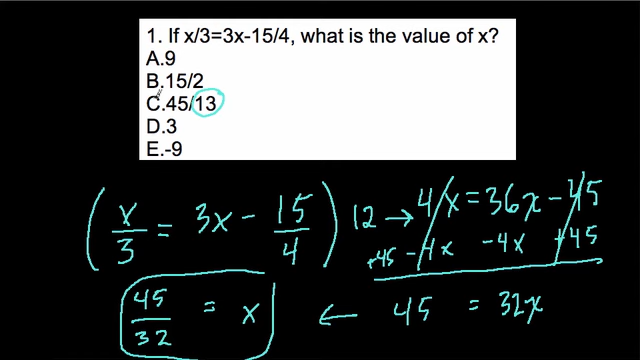 1. If x/3=3x-15/4, what is the value of x?
A.9
B.15/2
C.45/13
D.3
E.-9
(x/3 = 3x - 15/4) 12 → 4x = 36x - 45
+45 -4x -4x +45
45/32 = x ← 45 = 32x